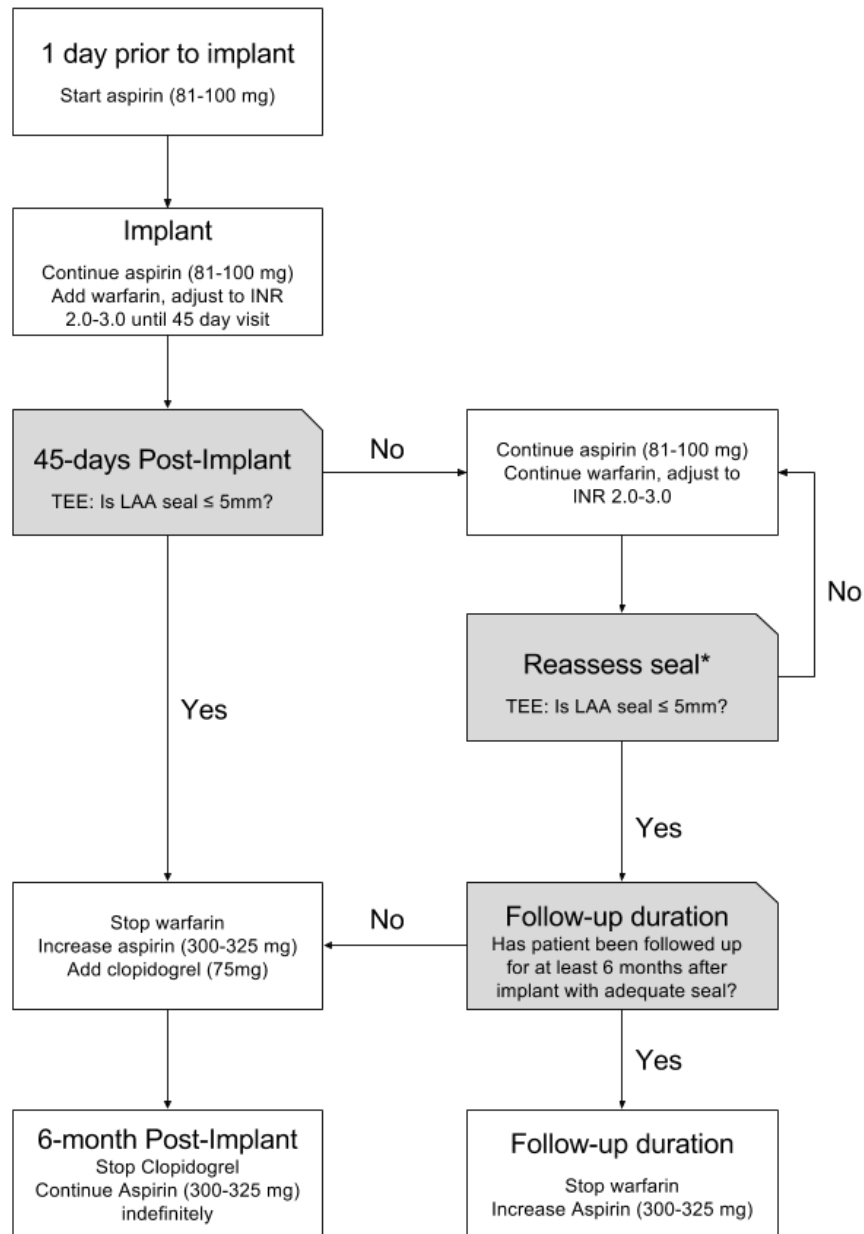 1 day prior to implant
Start aspirin (81-100 mg)
Implant
Continue aspirin (81-100 mg)
Add warfarin, adjust to INR
2.0-3.0 until 45 day visit
45-days Post-Implant
TEE: Is LAA seal ≤ 5mm?
No
Continue aspirin (81-100 mg)
Continue warfarin, adjust to
INR 2.0-3.0
No
Reassess seal*
TEE: Is LAA seal ≤ 5mm?
Yes
Yes
Stop warfarin
Increase aspirin (300-325 mg)
Add clopidogrel (75mg)
No
Follow-up duration
Has patient been followed up
for at least 6 months after
implant with adequate seal?
Yes
6-month Post-Implant
Stop Clopidogrel
Continue Aspirin (300-325 mg)
indefinitely
Follow-up duration
Stop warfarin
Increase Aspirin (300-325 mg)